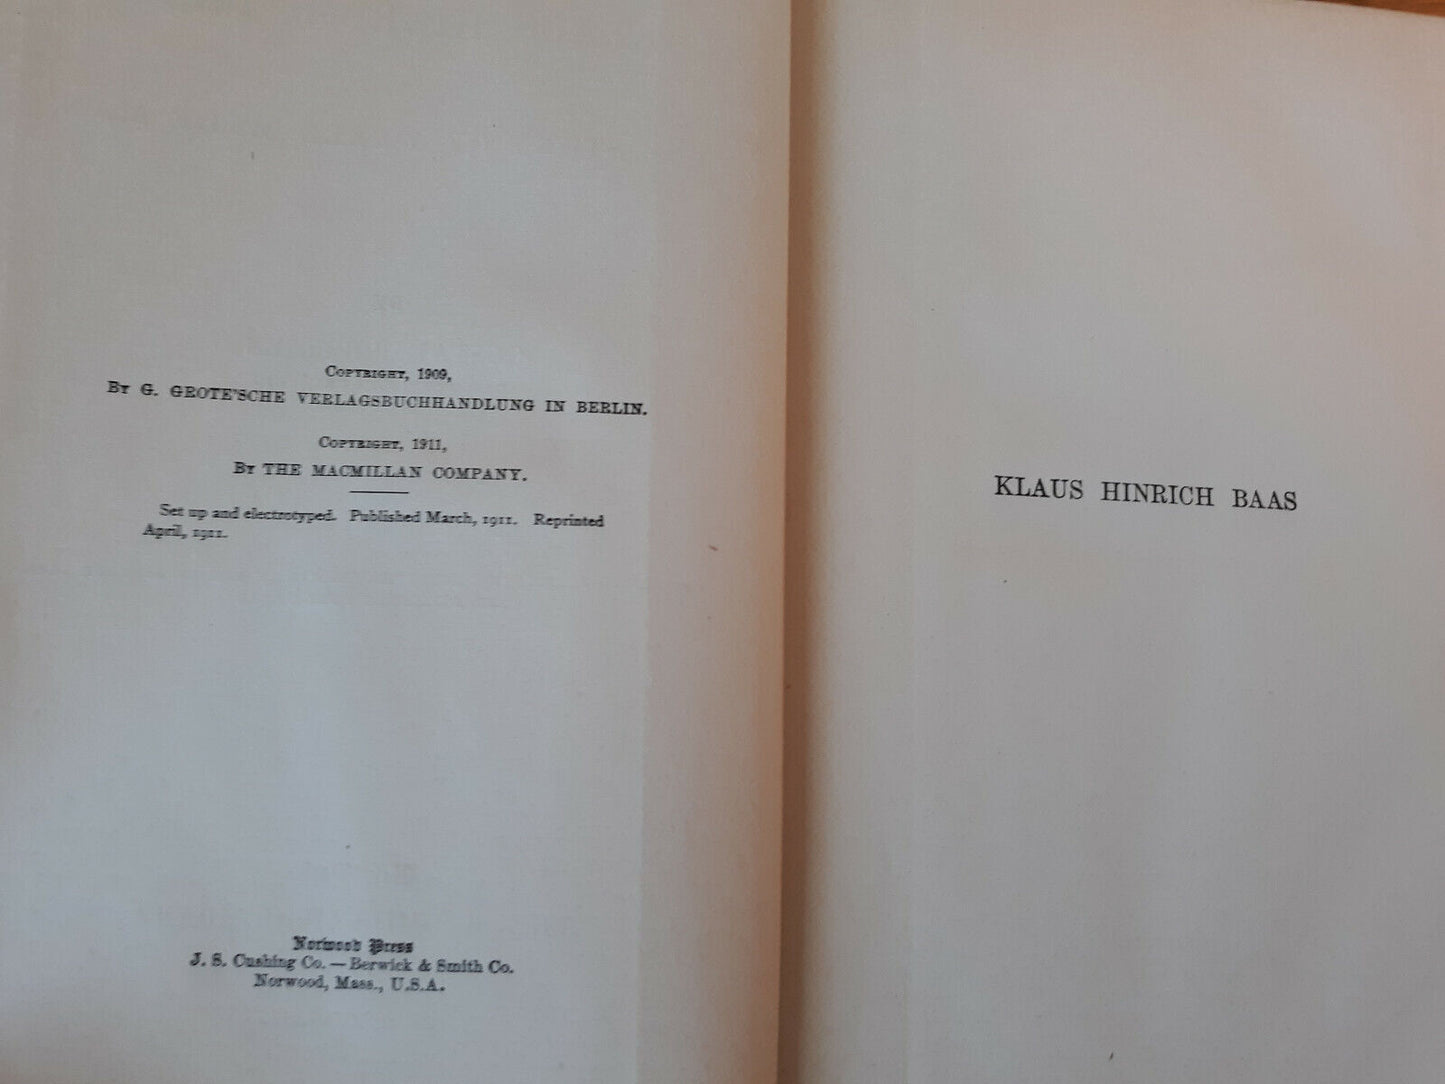 Copyright, 1909,
By G. GROTE'SCHE VERLAGSBUCHHANDLUNG IN BERLIN.
Copyright, 1911,
By THE MACMILLAN COMPANY.
Set up and electrotyped. Published March, 1911. Reprinted
April, 1911.
Norwood Press
J. S. Cushing Co. — Berwick & Smith Co.
Norwood, Mass., U.S.A.
KLAUS HINRICH BAAS